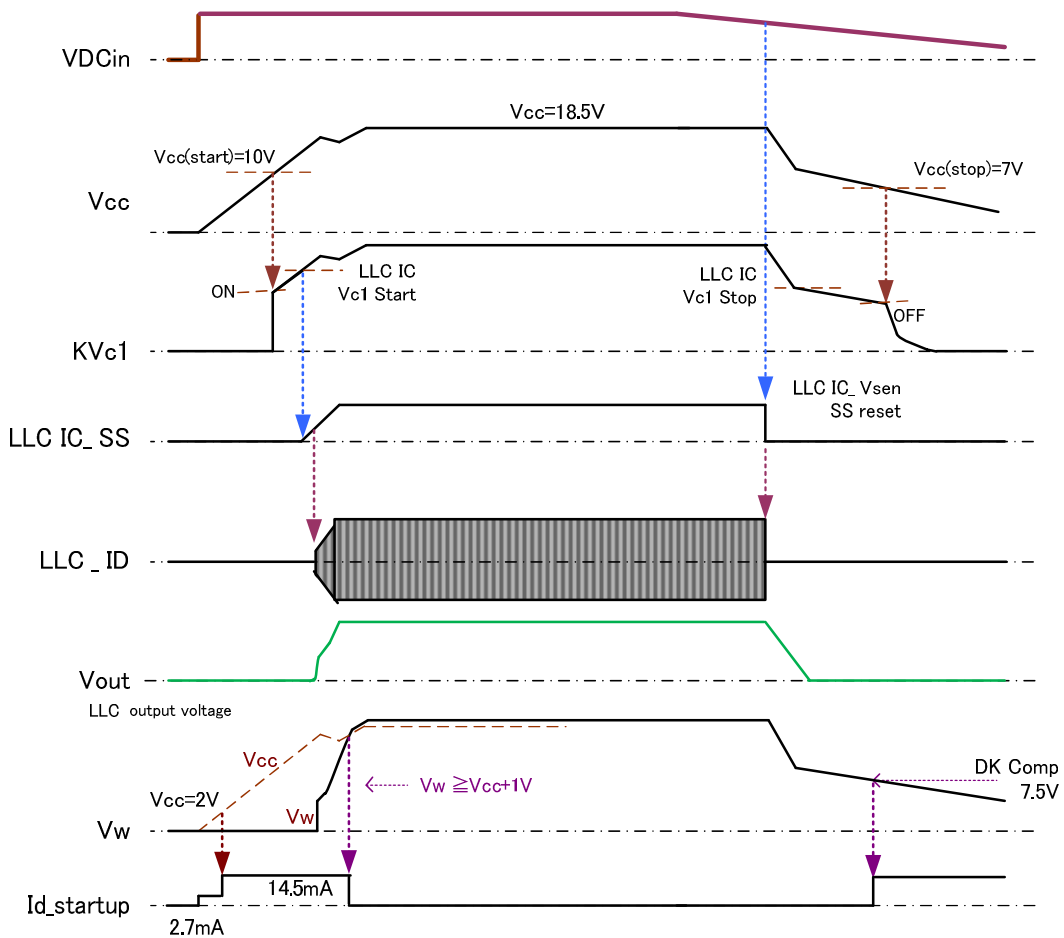 VDCin
Vcc=18.5V
Vcc(start)=10V
Vcc(stop)=7V
Vcc
LLC IC
Vc1 Start
LLC IC
Vc1 Stop
ON
OFF
KVc1
LLC IC_ Vsen
SS reset
LLC IC_ SS
LLC _ ID
Vout
LLC output voltage
Vcc
DK Comp
7.5V
Vw ≧Vcc+1V
Vcc=2V
Vw
Vw
14.5mA
Id_startup
2.7mA